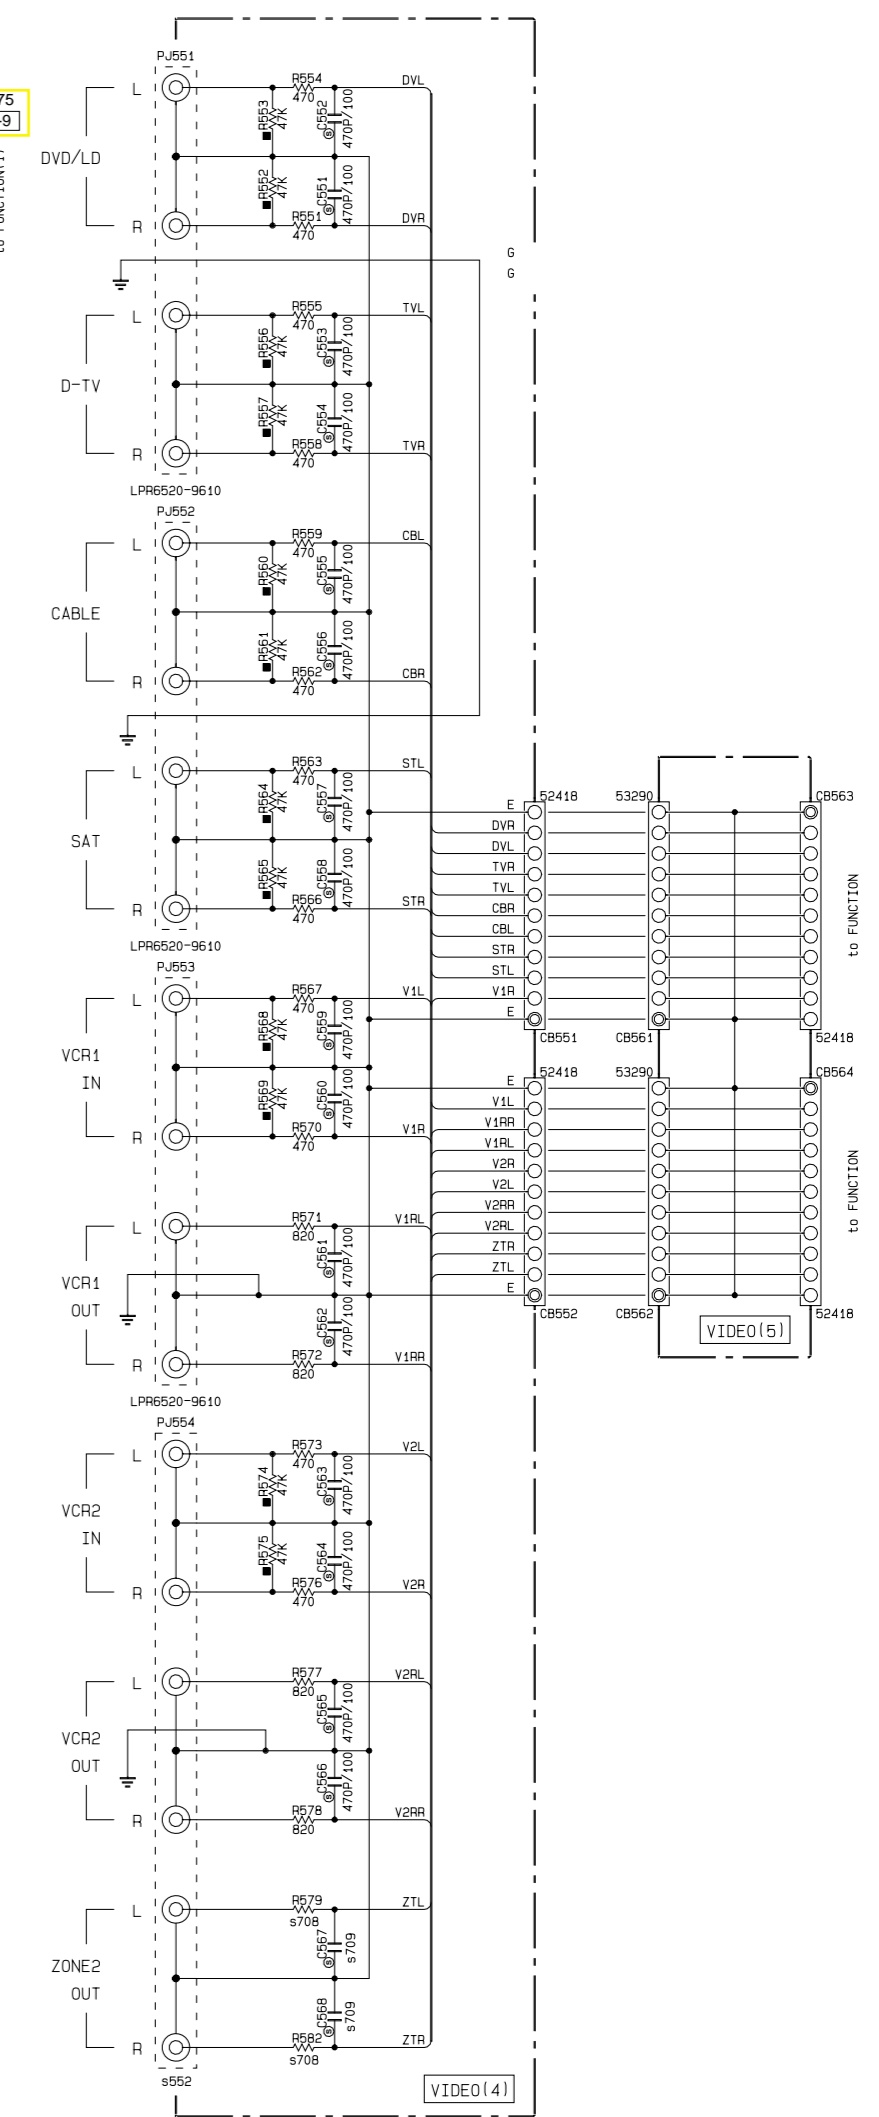 75
-9
to FUNCTION(1)
PJ551
L
R554
470
DVL
R553
47K
C552
470P/100
DVD/LD
R552
47K
C551
470P/100
R
R551
470
DVR
G
G
L
R555
470
TVL
R556
47K
C553
470P/100
D-TV
R557
47K
C554
470P/100
R
R558
470
TVR
LPR6520-9610
PJ552
L
R559
470
CBL
R560
47K
C555
470P/100
CABLE
R561
47K
C556
470P/100
R
R562
470
CBR
L
R563
470
STL
R564
47K
C557
470P/100
SAT
R565
47K
C558
470P/100
R
R566
470
STR
LPR6520-9610
52418
53290
CB563
E
DVR
DVL
TVR
TVL
CBR
CBL
STR
STL
V1R
E
CB551
CB561
52418
to FUNCTION
PJ553
L
R567
470
V1L
R568
47K
C559
470P/100
VCR1
IN
R569
47K
C560
470P/100
R
R570
470
V1R
52418
53290
CB564
E
V1L
V1RR
V1RL
V2R
V2L
V2RR
V2RL
ZTR
ZTL
E
CB552
CB562
52418
to FUNCTION
VIDEO(5)
L
R571
820
V1RL
C561
470P/100
VCR1
OUT
C562
470P/100
R
R572
820
V1RR
LPR6520-9610
PJ554
L
R573
470
V2L
R574
47K
C563
470P/100
VCR2
IN
R575
47K
C564
470P/100
R
R576
470
V2R
L
R577
820
V2RL
C565
470P/100
VCR2
OUT
C566
470P/100
R
R578
820
V2RR
L
R579
s708
ZTL
C567
s709
ZONE2
OUT
C568
s709
R
R582
s708
ZTR
s552
VIDEO(4)